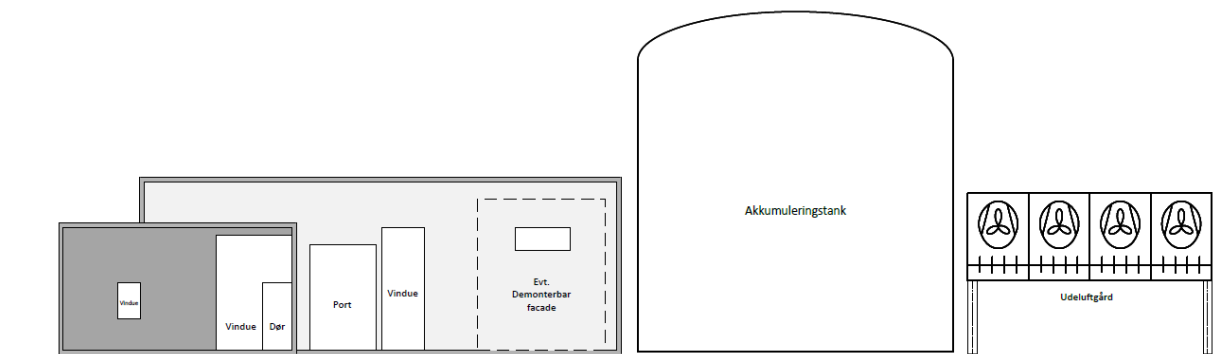 Akkumuleringstank
Vindue
Vindue
Dør
Port
Vindue
Evt.
Demonterbar
facade
Udeluftgård